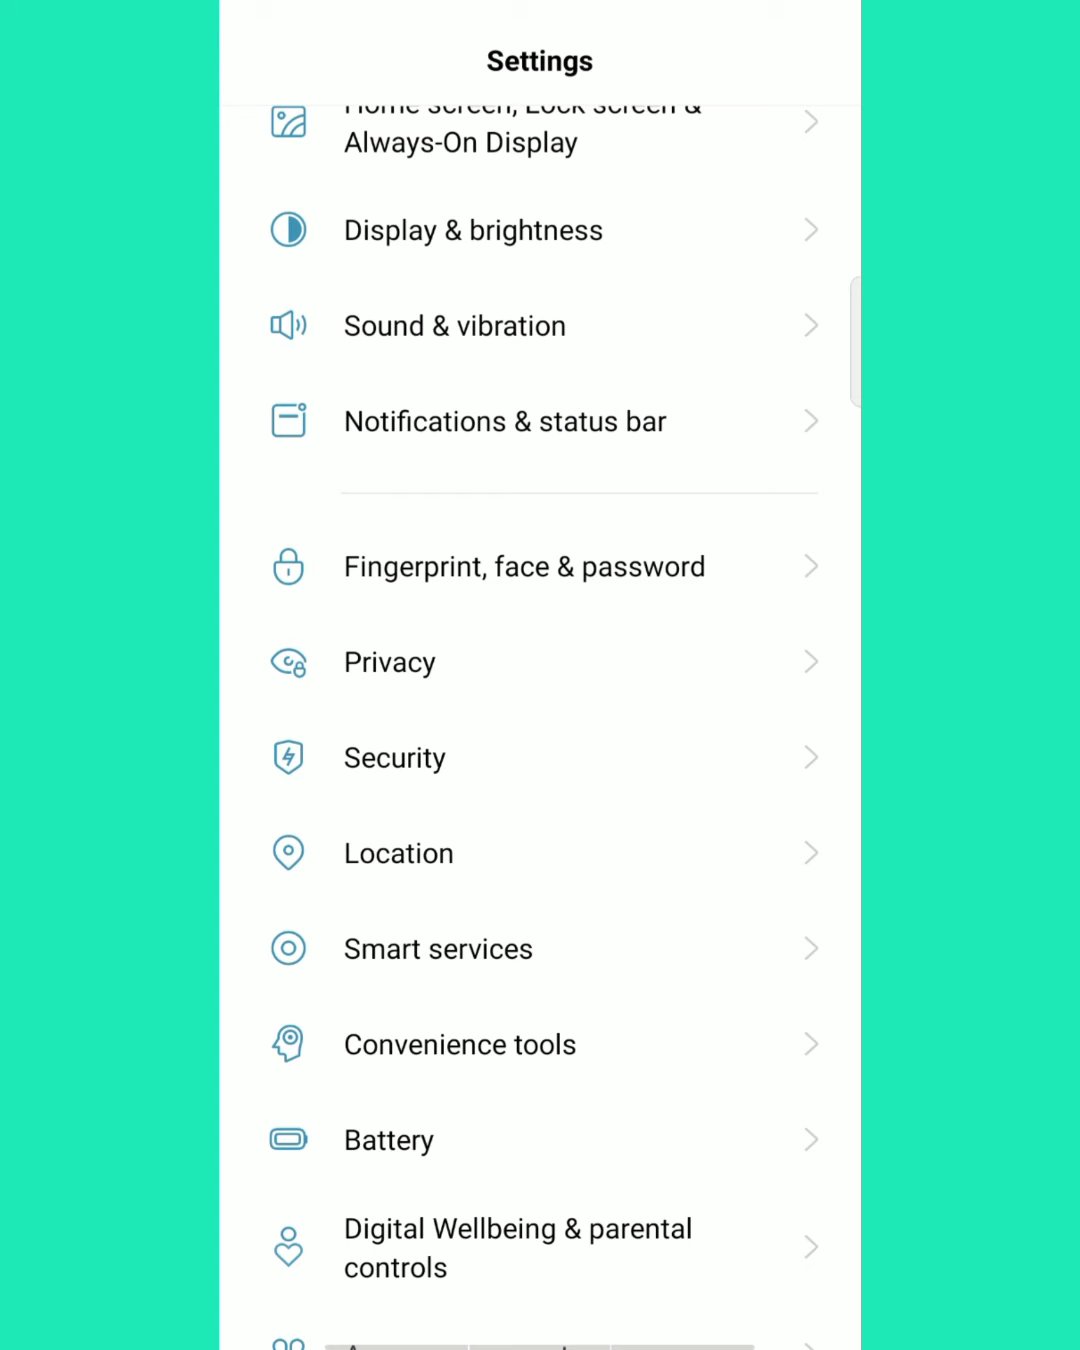 Settings
Home screen, Lock screen &
Always-On Display
Display & brightness
Sound & vibration
Notifications & status bar
Fingerprint, face & password
Privacy
Security
Location
Smart services
Convenience tools
Battery
Digital Wellbeing & parental
controls